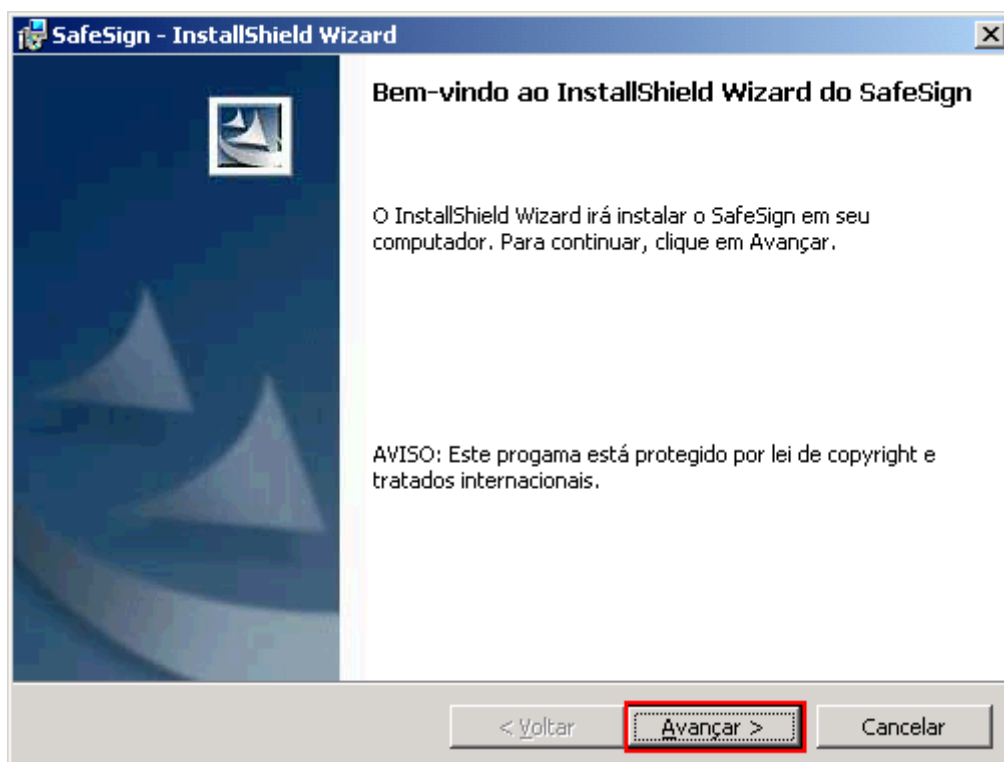 SafeSign - InstallShield Wizard
Bem-vindo ao InstallShield Wizard do SafeSign
O InstallShield Wizard irá instalar o SafeSign em seu
computador. Para continuar, clique em Avançar.
AVISO: Este progama está protegido por lei de copyright e
tratados internacionais.
< Voltar
Avançar >
Cancelar